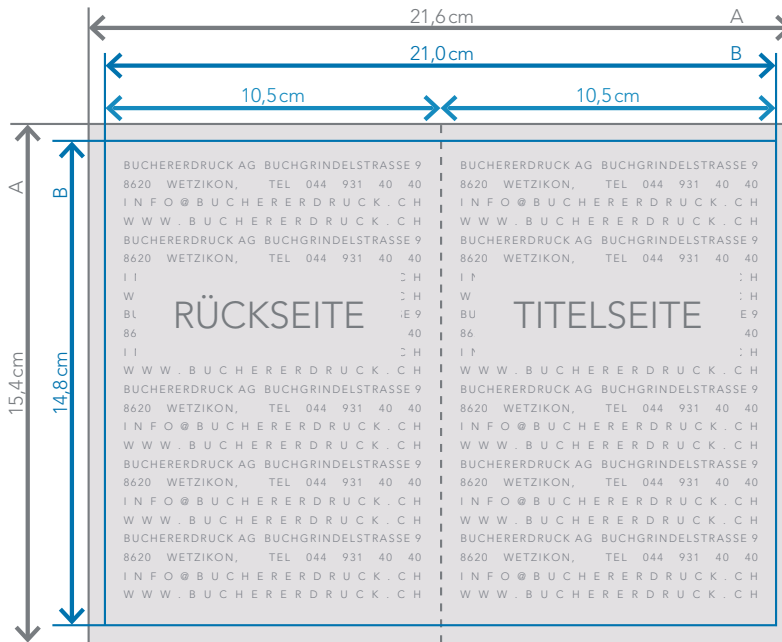 21,6 cm A
21,0 cm B
10,5 cm
10,5 cm
A
15,4 cm
B
14,8 cm
BUCHERERDRUCK AG BUCHGRINDELSTRASSE 9
8620 WETZIKON, TEL 044 931 40 40
INFO@BUCHERERDRUCK.CH
WWW.BUCHERERDRUCK.CH
BUCHERERDRUCK AG BUCHGRINDELSTRASSE 9
8620 WETZIKON, TEL 044 931 40 40
RÜCKSEITE
WWW.BUCHERERDRUCK.CH
BUCHERERDRUCK AG BUCHGRINDELSTRASSE 9
8620 WETZIKON, TEL 044 931 40 40
INFO@BUCHERERDRUCK.CH
WWW.BUCHERERDRUCK.CH
BUCHERERDRUCK AG BUCHGRINDELSTRASSE 9
8620 WETZIKON, TEL 044 931 40 40
INFO@BUCHERERDRUCK.CH
WWW.BUCHERERDRUCK.CH
BUCHERERDRUCK AG BUCHGRINDELSTRASSE 9
8620 WETZIKON, TEL 044 931 40 40
INFO@BUCHERERDRUCK.CH
WWW.BUCHERERDRUCK.CH
BUCHERERDRUCK AG BUCHGRINDELSTRASSE 9
8620 WETZIKON, TEL 044 931 40 40
INFO@BUCHERERDRUCK.CH
WWW.BUCHERERDRUCK.CH
BUCHERERDRUCK AG BUCHGRINDELSTRASSE 9
8620 WETZIKON, TEL 044 931 40 40
TITELSEITE
WWW.BUCHERERDRUCK.CH
BUCHERERDRUCK AG BUCHGRINDELSTRASSE 9
8620 WETZIKON, TEL 044 931 40 40
INFO@BUCHERERDRUCK.CH
WWW.BUCHERERDRUCK.CH
BUCHERERDRUCK AG BUCHGRINDELSTRASSE 9
8620 WETZIKON, TEL 044 931 40 40
INFO@BUCHERERDRUCK.CH
WWW.BUCHERERDRUCK.CH
BUCHERERDRUCK AG BUCHGRINDELSTRASSE 9
8620 WETZIKON, TEL 044 931 40 40
INFO@BUCHERERDRUCK.CH
WWW.BUCHERERDRUCK.CH